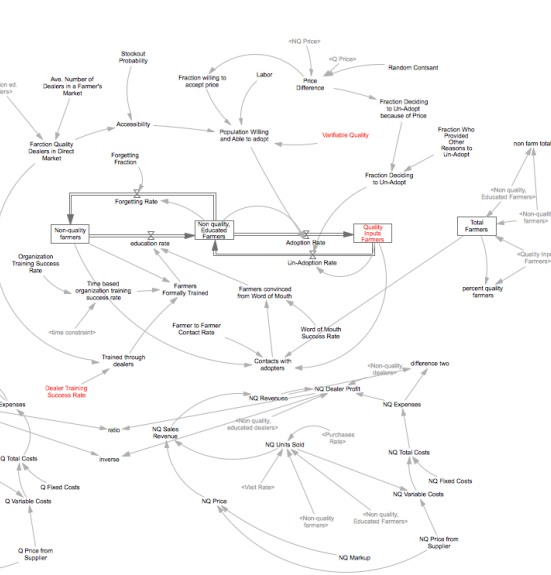 <NQ Price>
Stockout
Probability
<Q Price>
Random Contsant
Ave. Number of
Dealers in a Farmer's
Market
Fraction willing to
accept price
Labor
Price
Difference
Fraction Deciding
to Un-Adopt
because of Price
Accessibility
Population Willing
and Able to adopt
Verifiable Quality
Fraction Who
Provided
Other
Reasons to
Un-Adopt
non farm total
Farction Quality
Dealers in Direct
Market
Forgetting
Fraction
Fraction Deciding
to Un-Adopt
<Non quality,
Educated Farmers>
Forgetting Rate
Non-quality
farmers
Non quality,
Educated
Farmers
Quality
Inputs
Farmers
Total
Farmers
education rate
Adoption Rate
Un-Adoption Rate
Organization
Training Success
Rate
Time based
organization training
success rate
Farmers
Formally Trained
Farmers convinced
from Word of Mouth
percent quality
farmers
<time constraint>
Farmer to Farmer
Contact Rate
Word of Mouth
Success Rate
Trained through
dealers
Contacts with
adopters
<Non-quality,
dealers>
difference two
Dealer Training
Success Rate
NQ Revenues
NQ Dealer Profit
NQ Expenses
Expenses
ratio
NQ Sales
Revenue
<Non quality,
educated dealers>
<Purchases
Rate>
inverse
NQ Units Sold
NQ Total Costs
Q Total Costs
Q Fixed Costs
<Visit Rate>
NQ Fixed Costs
Q Variable Costs
NQ Price
NQ Variable Costs
<Non-quality
farmers>
<Non quality,
Educated Farmers>
Q Price from
Supplier
NQ Markup
NQ Price from
Supplier